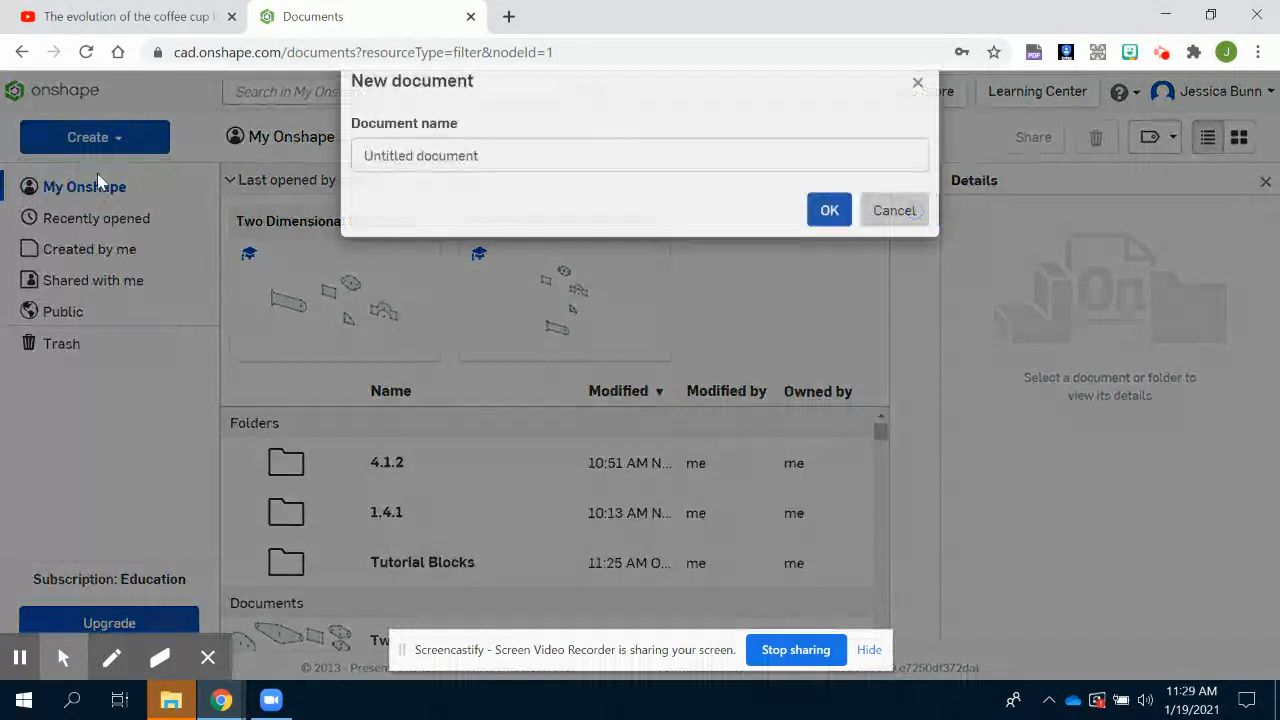 The evolution of the coffee cup
Documents
cad.onshape.com/documents?resourceType=filter&nodeId=1
PDF
J
onshape
Search in My Ons
New document
Learning Center
Jessica Bunn
Document name
Create
My Onshape
Untitled document
Share
My Onshape
Last opened by
Details
OK
Cancel
Recently opened
Two Dimensiona
Created by me
Shared with me
Public
Trash
Select a document or folder to
view its details
Name
Modified
Modified by
Owned by
Folders
4.1.2
10:51 AM N...
me
me
1.4.1
10:13 AM N...
me
me
Tutorial Blocks
11:25 AM O...
me
me
Subscription: Education
Documents
Upgrade
Screencastify - Screen Video Recorder is sharing your screen.
Stop sharing
Hide
© 2013 - Presen
.e7250df372da)
11:29 AM
1/19/2021